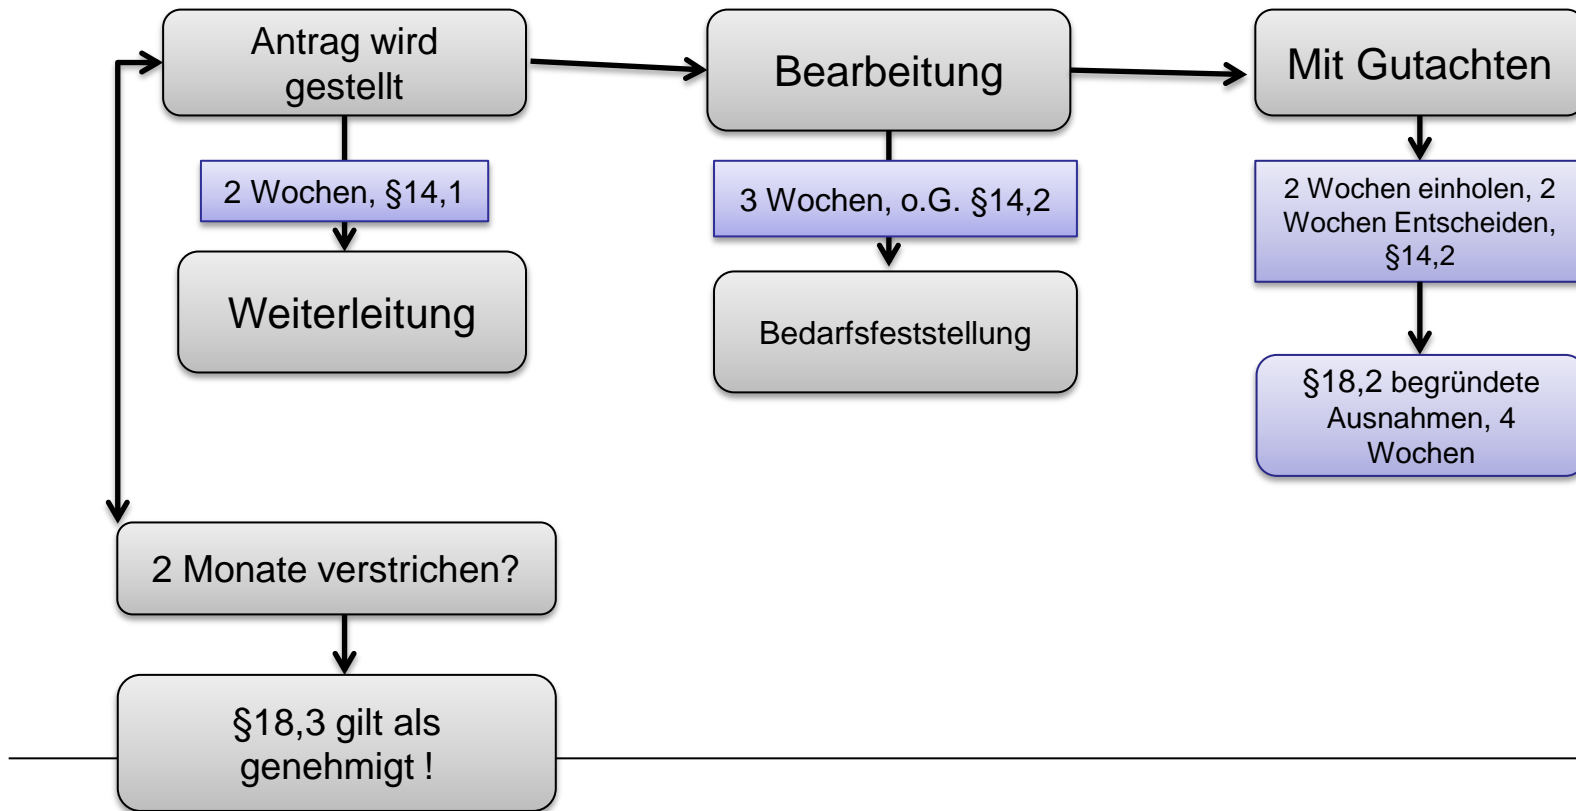 Antrag wird
gestellt
2 Wochen, §14,1
Weiterleitung
Bearbeitung
3 Wochen, o.G. §14,2
Bedarfsfeststellung
Mit Gutachten
2 Wochen einholen, 2
Wochen Entscheiden,
§14,2
§18,2 begründete
Ausnahmen, 4
Wochen
2 Monate verstrichen?
§18,3 gilt als
genehmigt !